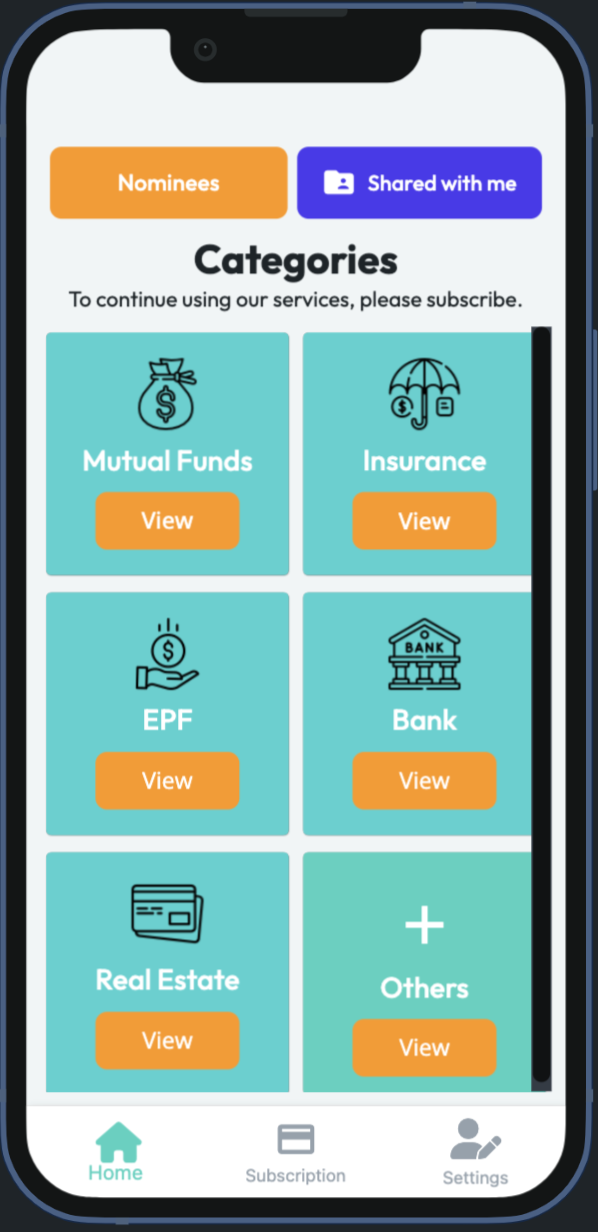 Nominees
Shared with me
Categories
To continue using our services, please subscribe.
$
$
Mutual Funds
Insurance
View
View
$
BANK
EPF
Bank
View
View
Real Estate
Others
View
View
Home
Subscription
Settings